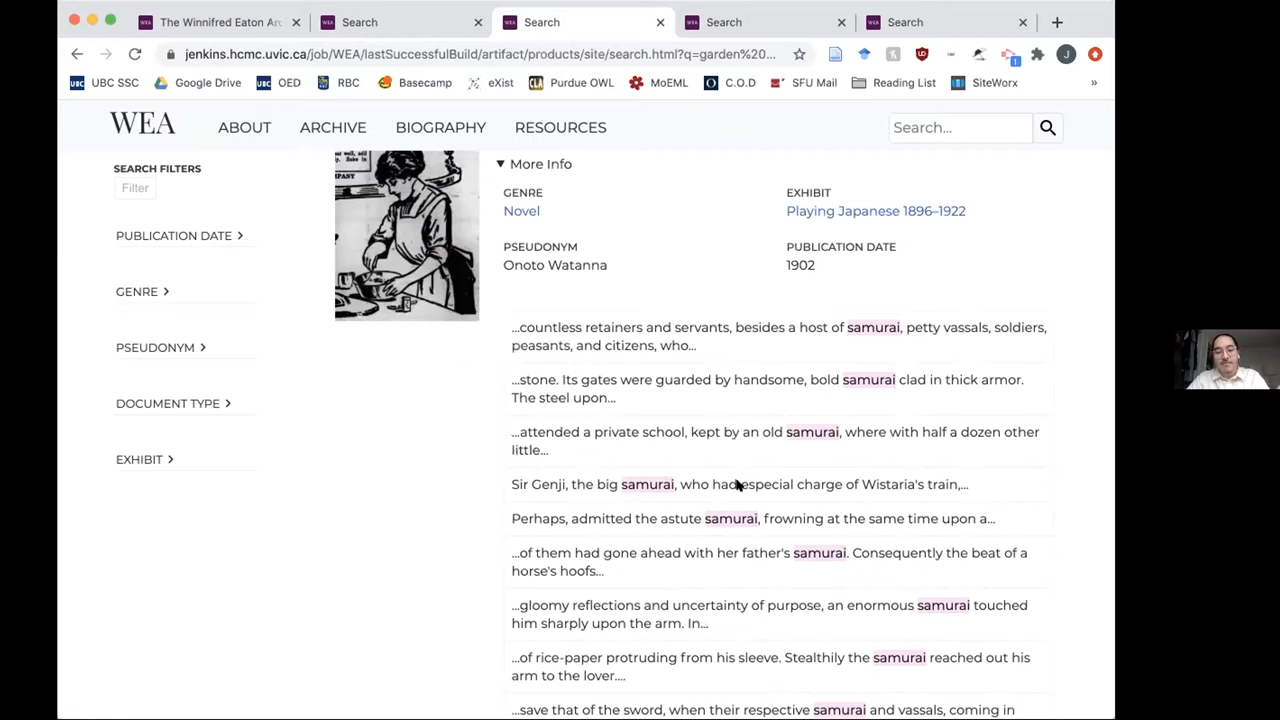 The Winnifred Eaton Arc
Search
Search
Search
Search
jenkins.hcmc.uvic.ca/job/WEA/lastSuccessfulBuild/artifact/products/site/search.html?q=garden%20...
UBC SSC
Google Drive
OED
RBC
Basecamp
eXist
Purdue OWL
MoEML
C.O.D
SFU Mail
Reading List
SiteWorx
»
WEA
ABOUT
ARCHIVE
BIOGRAPHY
RESOURCES
Search...
SEARCH FILTERS
Filter
PUBLICATION DATE
GENRE
PSEUDONYM
DOCUMENT TYPE
EXHIBIT
More Info
GENRE
Novel
EXHIBIT
Playing Japanese 1896–1922
PSEUDONYM
Onoto Watanna
PUBLICATION DATE
1902
...countless retainers and servants, besides a host of samurai, petty vassals, soldiers,
peasants, and citizens, who...
...stone. Its gates were guarded by handsome, bold samurai clad in thick armor.
The steel upon...
...attended a private school, kept by an old samurai, where with half a dozen other
little...
Sir Genji, the big samurai, who had especial charge of Wistaria's train,...
Perhaps, admitted the astute samurai, frowning at the same time upon a...
...of them had gone ahead with her father's samurai. Consequently the beat of a
horse's hoofs...
...gloomy reflections and uncertainty of purpose, an enormous samurai touched
him sharply upon the arm. In...
...of rice-paper protruding from his sleeve. Stealthily the samurai reached out his
arm to the lover....
...save that of the sword, when their respective samurai and vassals, coming in